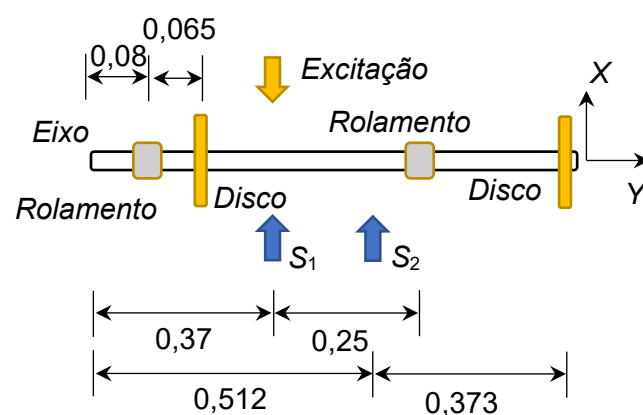 0,065
0,08
Excitação
X
Eixo
Rolamento
Disco
Disco
Y
Rolamento
S1
S2
0,37
0,25
0,512
0,373